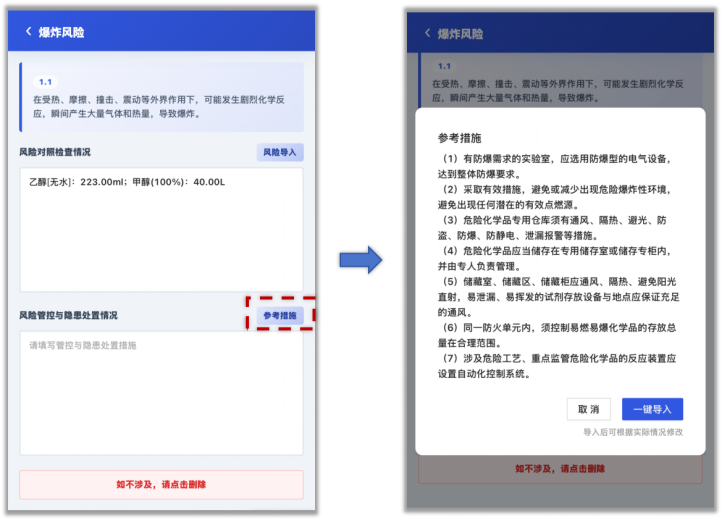 爆炸风险
1.1
在受热、摩擦、撞击、震动等外界作用下，可能发生剧烈化学反
应，瞬间产生大量气体和热量，导致爆炸。
风险对照检查情况
风险导入
乙醇[无水]：223.00ml；甲醇(100%)：40.00L
风险管控与隐患处置情况
参考措施
请填写管控与隐患处置措施
如不涉及，请点击删除
爆炸风险
1.1
在受热、摩擦、撞击、震动等外界作用下，可能发生剧烈化学反
应，瞬间产生大量气体和热量，导致爆炸。
参考措施
（1）有防爆需求的实验室，应选用防爆型的电气设备，
达到整体防爆要求。
（2）采取有效措施，避免或减少出现危险爆炸性环境，
避免出现任何潜在的有效点燃源。
（3）危险化学品专用仓库须有通风、隔热、避光、防
盗、防爆、防静电、泄漏报警等措施。
（4）危险化学品应当储存在专用储存室或储存专柜内，
并由专人负责管理。
（5）储藏室、储藏区、储藏柜应通风、隔热、避免阳光
直射，易泄漏、易挥发的试剂存放设备与地点应保证充足
的通风。
（6）同一防火单元内，须控制易燃易爆化学品的存放总
量在合理范围。
（7）涉及危险工艺、重点监管危险化学品的反应装置应
设置自动化控制系统。
取 消
一键导入
导入后可根据实际情况修改
如不涉及，请点击删除